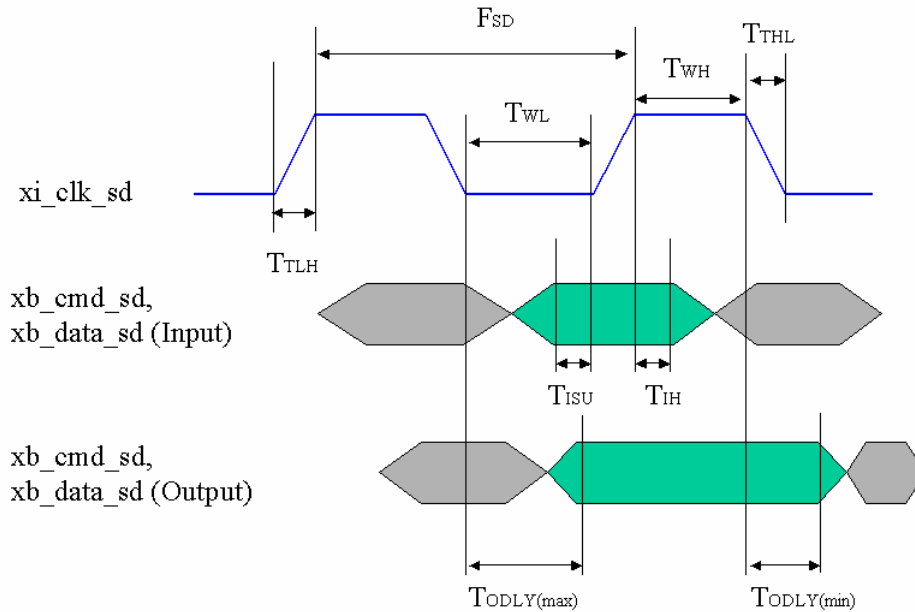 FSD
TTHL
TWH
TWL
xi_clk_sd
TTLH
xb_cmd_sd,
xb_data_sd (Input)
TISU
TIH
xb_cmd_sd,
xb_data_sd (Output)
TODLY(max)
TODLY(min)